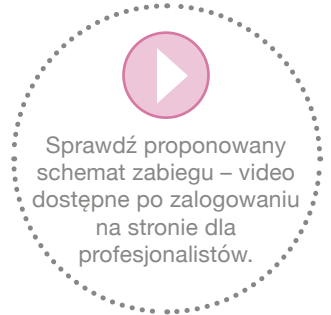 Sprawdź proponowany
schemat zabiegu – video
dostępne po zalogowaniu
na stronie dla
profesjonalistów.